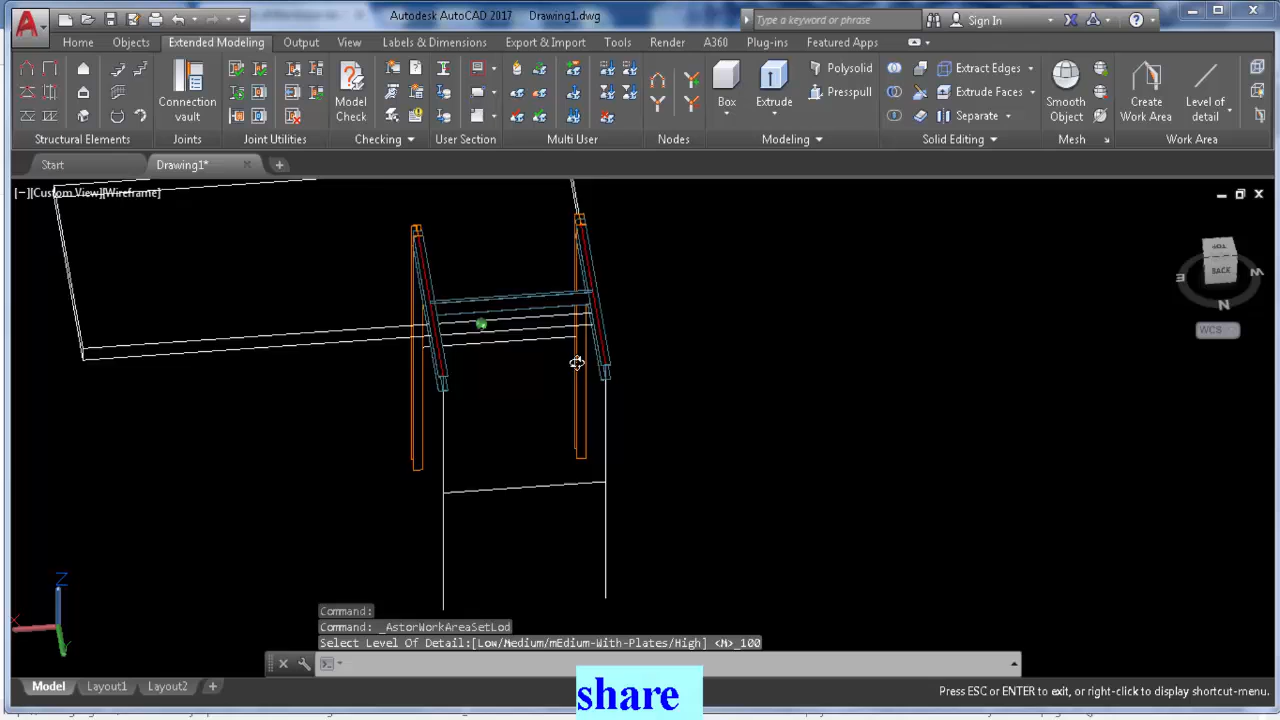 Autodesk AutoCAD 2017 Drawing1.dwg
Type a keyword or phrase
Sign In
Home Objects Extended Modeling Output View Labels & Dimensions Export & Import Tools Render A360 Plug-ins Featured Apps
Connection vault
Model Check
Box
Extrude
Polysolid
Presspull
Extract Edges
Extrude Faces
Separate
Smooth Object
Create Work Area
Level of detail
Structural Elements Joints Joint Utilities Checking User Section Multi User Nodes Modeling Solid Editing Mesh Work Area
Start Drawing1*
[−][Custom View][Wireframe]
TOP
BACK
E
W
N
WCS
Z
X
Y
Command:
Command: _AstorWorkAreaSetLod
Select Level Of Detail:[Low/Medium/mEdium-With-Plates/High] <M>_100
Model Layout1 Layout2
Press ESC or ENTER to exit, or right-click to display shortcut-menu.
share